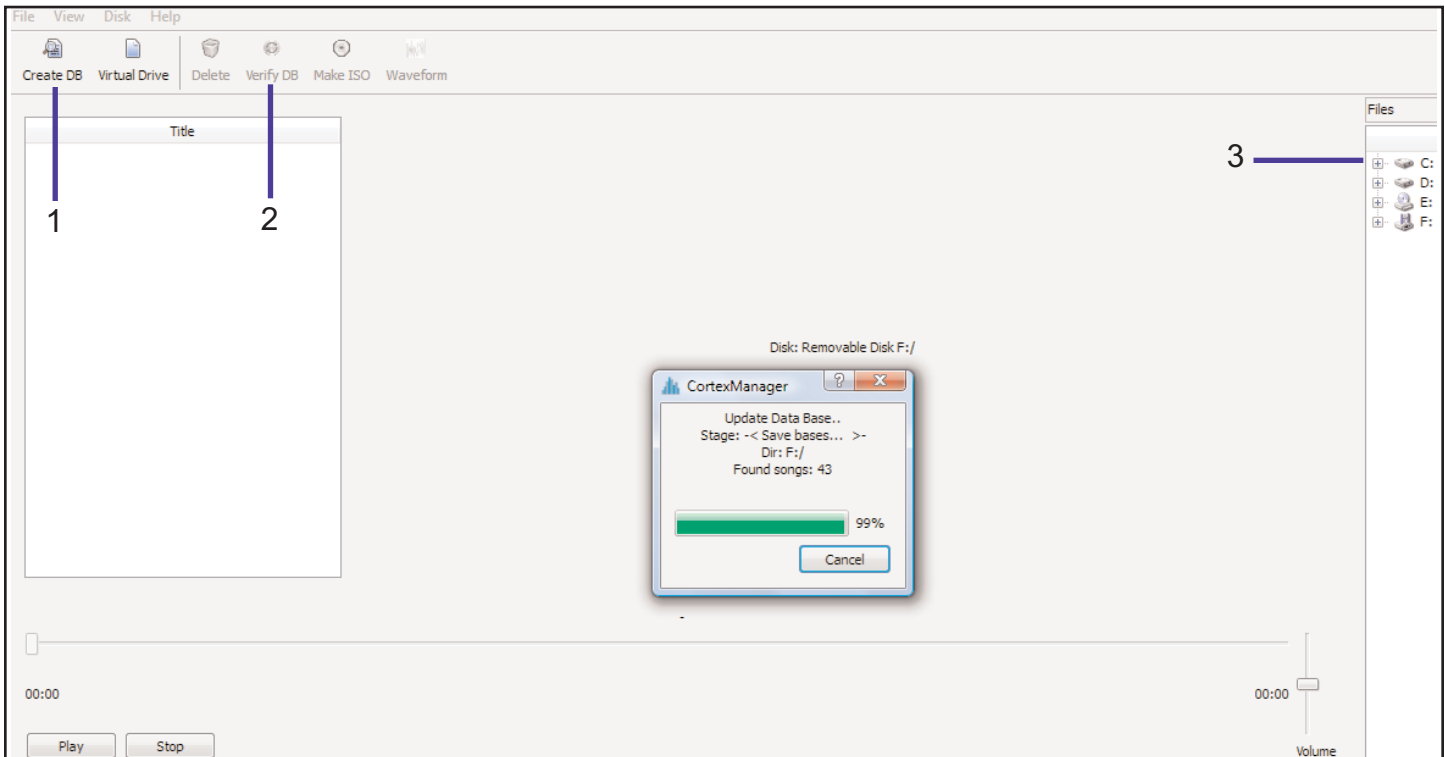 File View Disk Help
Create DB Virtual Drive Delete Verify DB Make ISO Waveform
Files
Title
3
C:
D:
1
2
E:
F:
Disk: Removable Disk F:/
CortexManager
Update Data Base..
Stage: -< Save bases... >-
Dir: F:/
Found songs: 43
99%
Cancel
-
00:00
00:00
Play Stop
Volume